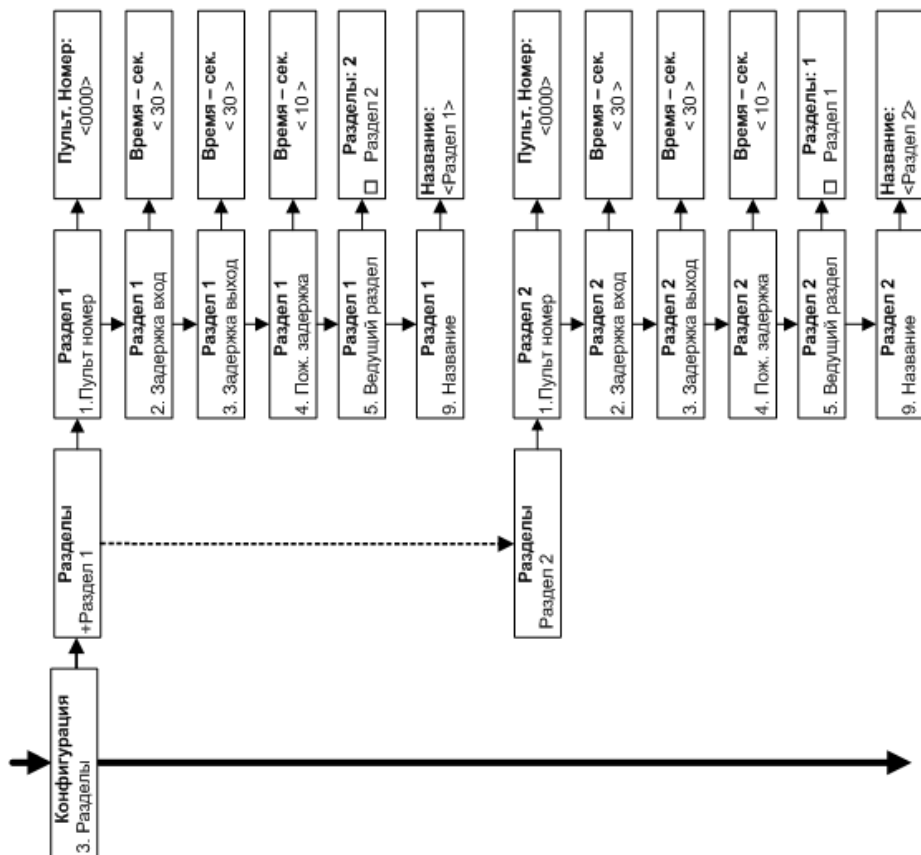 Конфигурация
3. Разделы
Разделы
+Раздел 1
Раздел 1
1.Пульт номер
Пульт. Номер:
<0000>
Раздел 1
2. Задержка вход
Время – сек.
< 30 >
Раздел 1
3. Задержка выход
Время – сек.
< 30 >
Раздел 1
4. Пож. задержка
Время – сек.
< 10 >
Раздел 1
5. Ведущий раздел
Разделы: 2
□ Раздел 2
Раздел 1
9. Название
Название:
<Раздел 1>
Разделы
Раздел 2
Раздел 2
1.Пульт номер
Пульт. Номер:
<0000>
Раздел 2
2. Задержка вход
Время – сек.
< 30 >
Раздел 2
3. Задержка выход
Время – сек.
< 30 >
Раздел 2
4. Пож. задержка
Время – сек.
< 10 >
Раздел 2
5. Ведущий раздел
Разделы: 1
□ Раздел 1
Раздел 2
9. Название
Название:
<Раздел 2>